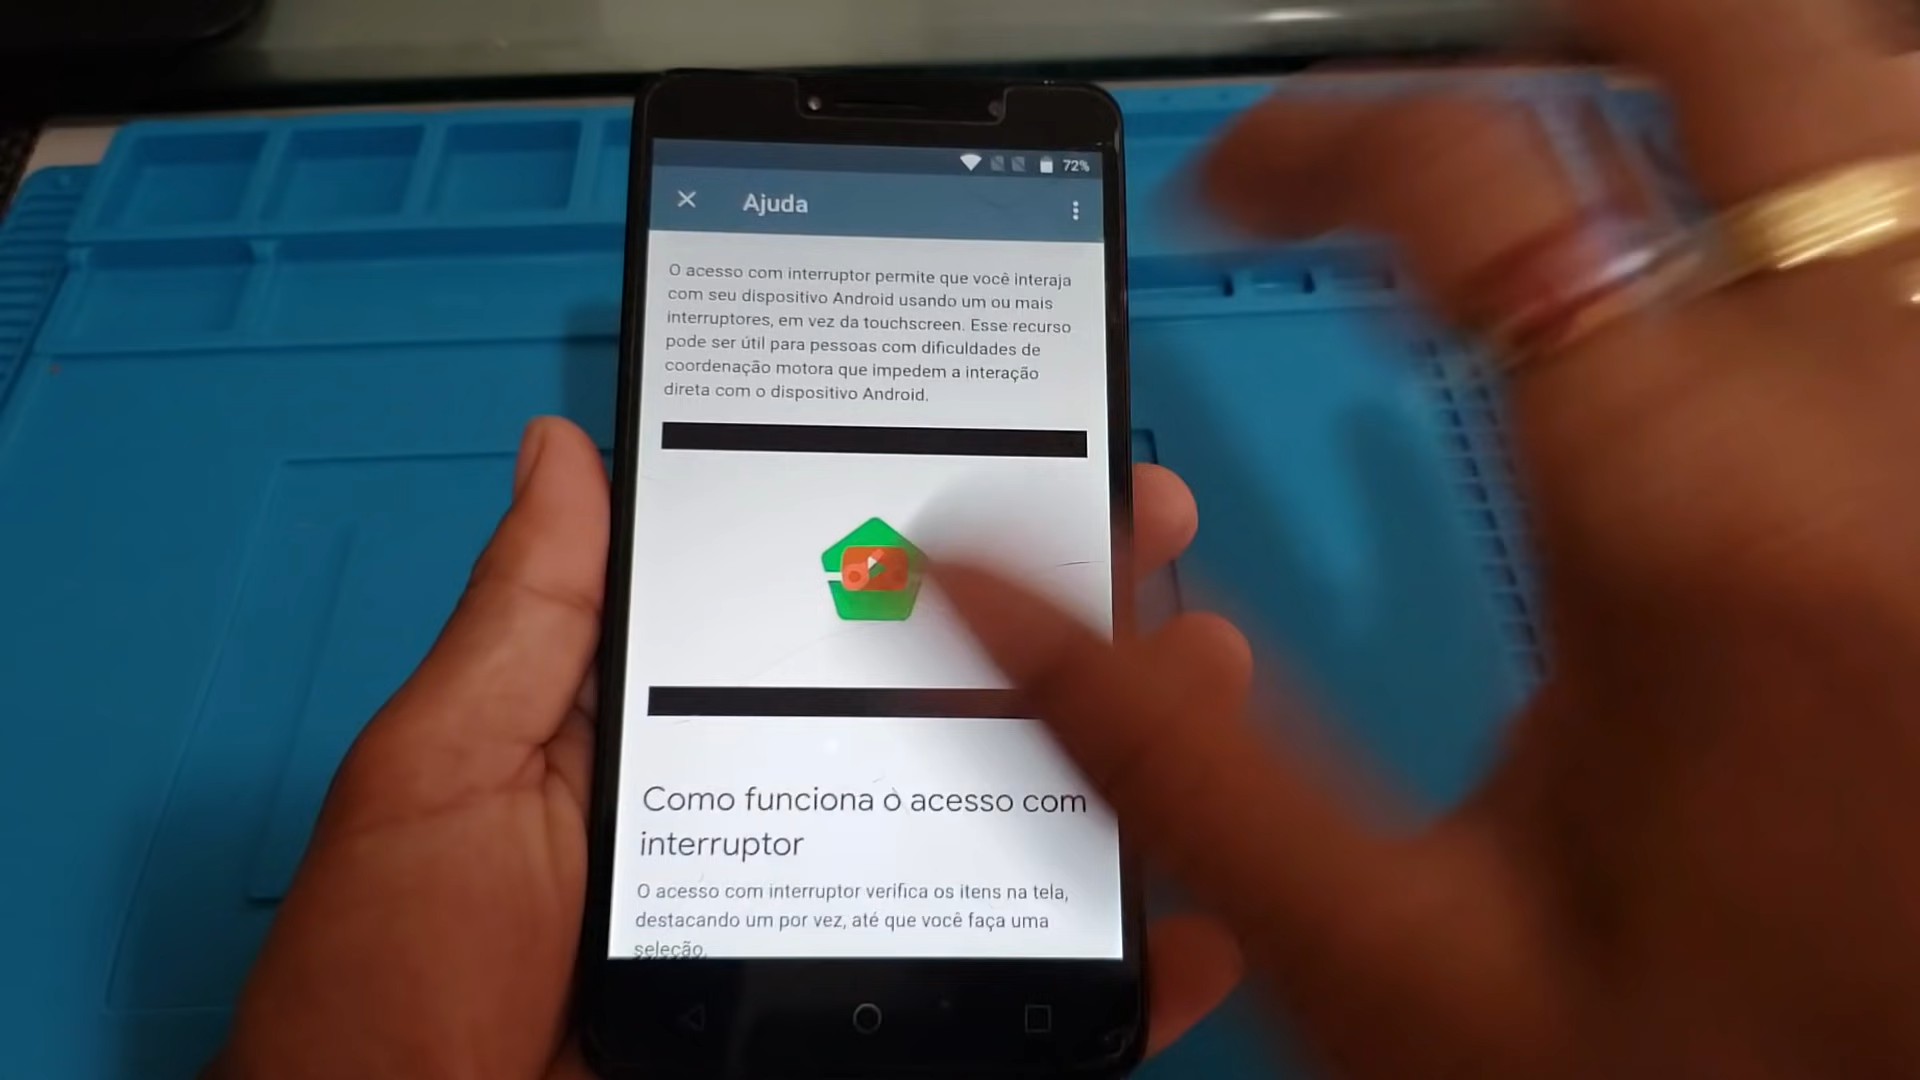 72%
Ajuda
O acesso com interruptor permite que você interaja
com seu dispositivo Android usando um ou mais
interruptores, em vez da touchscreen. Esse recurso
pode ser útil para pessoas com dificuldades de
coordenação motora que impedem a interação
direta com o dispositivo Android.
Como funciona o acesso com
interruptor
O acesso com interruptor verifica os itens na tela,
destacando um por vez, até que você faça uma
seleção.